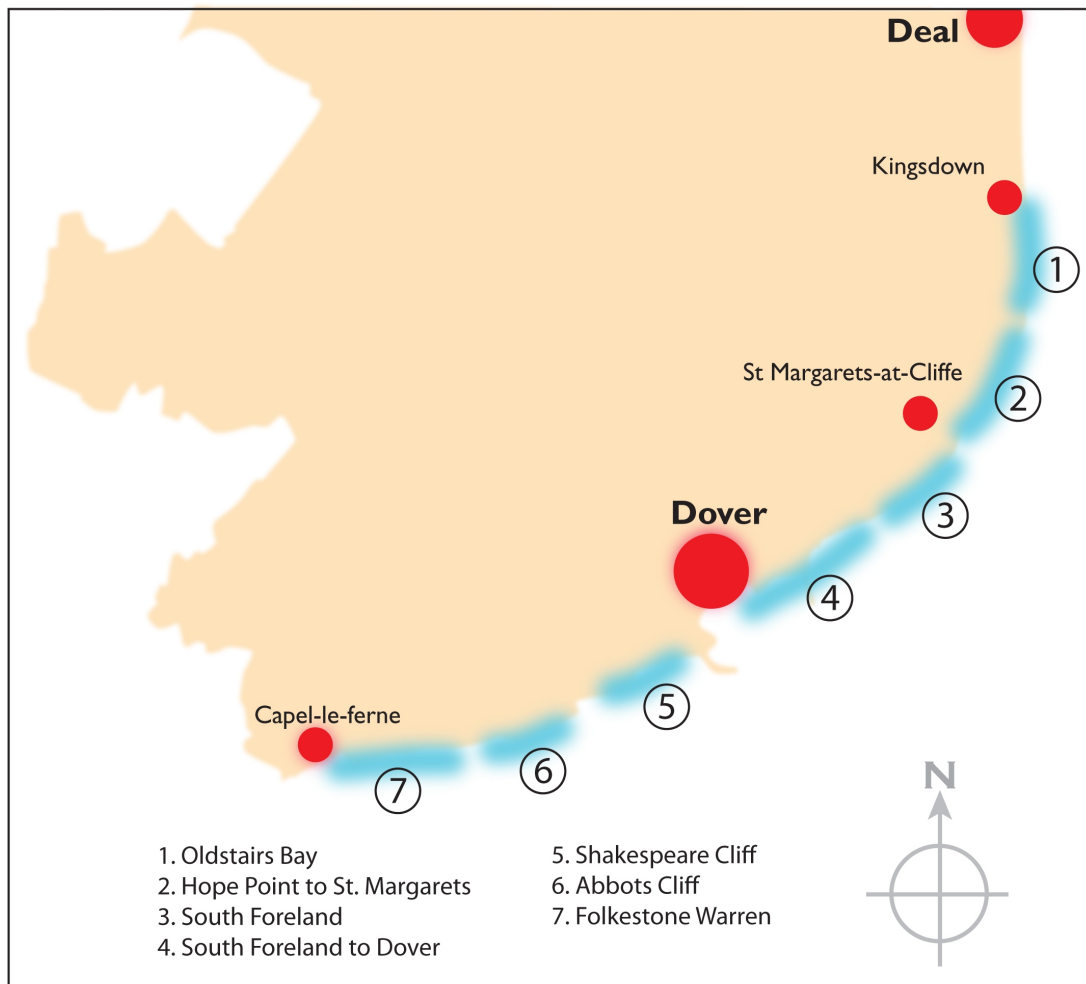 Deal
Kingsdown
1
St Margarets-at-Cliffe
2
3
Dover
4
5
Capel-le-ferne
6
7
N
1. Oldstairs Bay
2. Hope Point to St. Margarets
3. South Foreland
4. South Foreland to Dover
5. Shakespeare Cliff
6. Abbots Cliff
7. Folkestone Warren